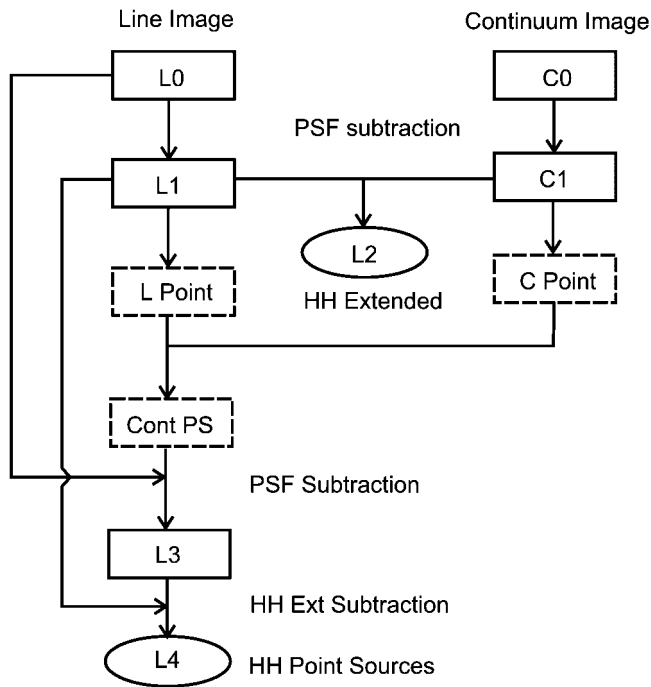 Line Image
Continuum Image
L0
C0
PSF subtraction
L1
C1
L2
L Point
C Point
HH Extended
Cont PS
PSF Subtraction
L3
HH Ext Subtraction
L4
HH Point Sources